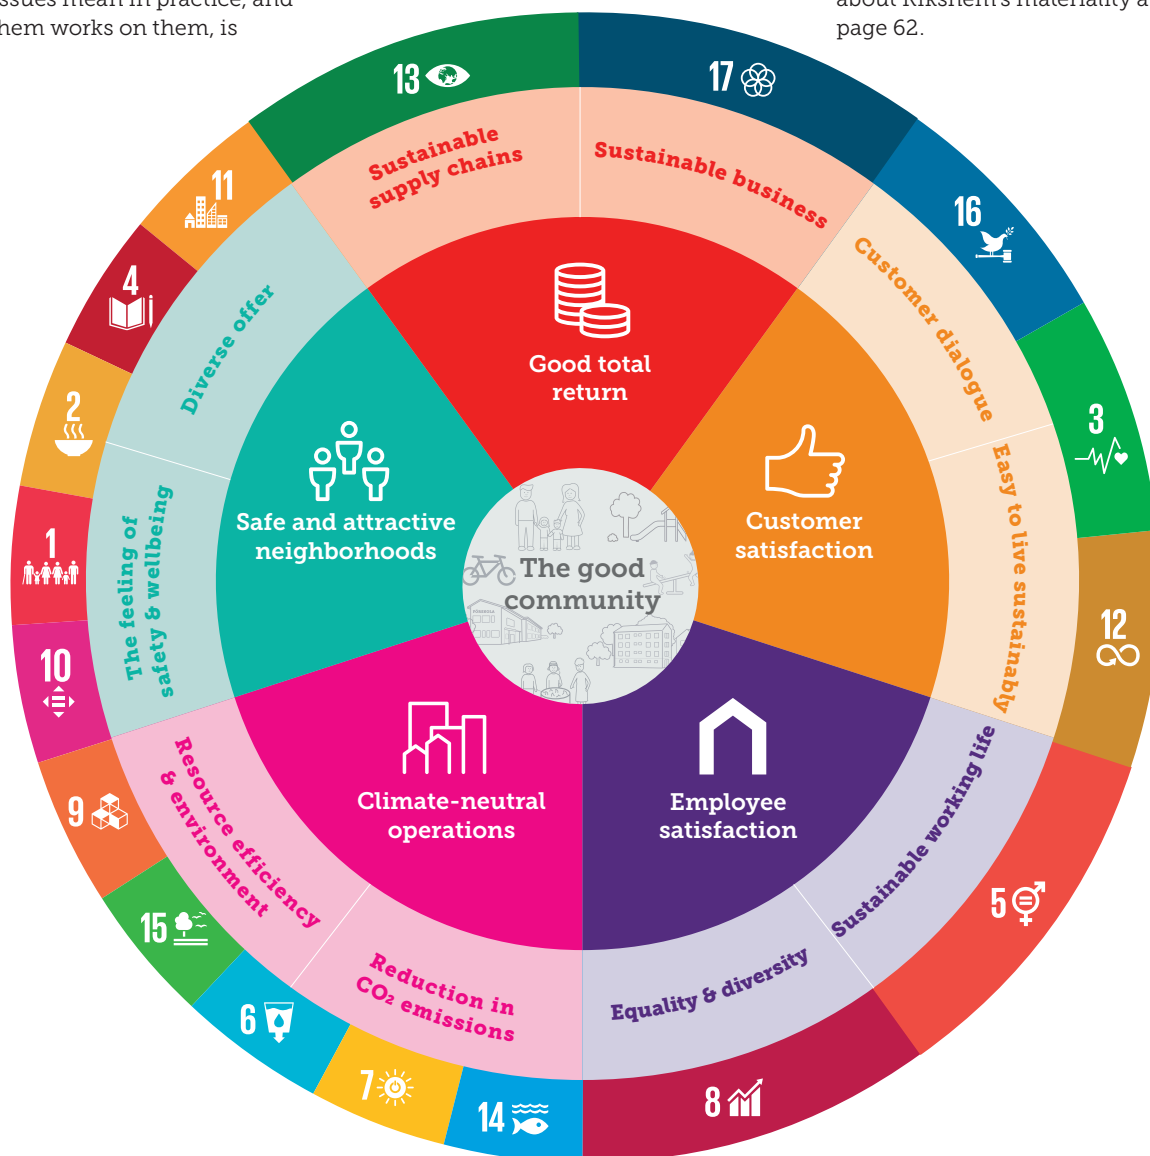 issues mean in practice, and
hem works on them, is
about Rikshem's materiality a
page 62.
13
17
16
3
12
5
8
14
7
6
15
9
10
1
2
4
11
Sustainable
supply chains
Sustainable business
Customer dialogue
Easy to live sustainably
Sustainable working life
Equality & diversity
Reduction in
CO₂ emissions
Resource efficiency
& environment
The feeling of
safety & wellbeing
Diverse offer
Good total
return
Customer
satisfaction
Employee
satisfaction
Climate-neutral
operations
Safe and attractive
neighborhoods
The good
community